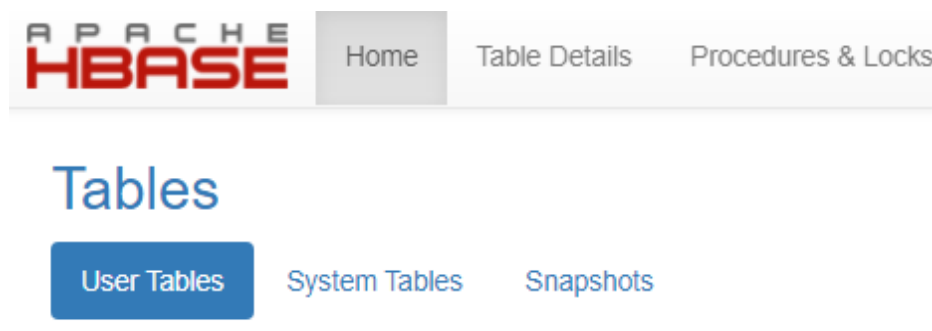 APACHE
HBASE
Home Table Details Procedures & Locks
Tables
User Tables System Tables Snapshots